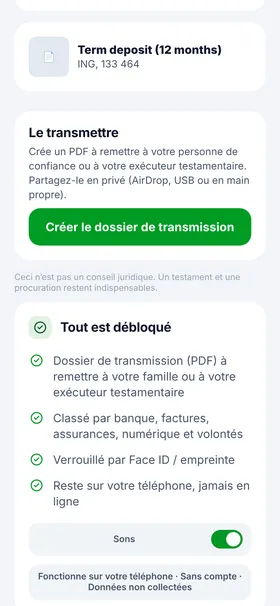 Term deposit (12 months)
ING, 133 464
Le transmettre
Crée un PDF à remettre à votre personne de
confiance ou à votre exécuteur testamentaire.
Partagez-le en privé (AirDrop, USB ou en main
propre).
Créer le dossier de transmission
Ceci n'est pas un conseil juridique. Un testament et une
procuration restent indispensables.
Tout est débloqué
Dossier de transmission (PDF) à
remettre à votre famille ou à votre
exécuteur testamentaire
Classé par banque, factures,
assurances, numérique et volontés
Verrouillé par Face ID / empreinte
Reste sur votre téléphone, jamais en
ligne
Sons
Fonctionne sur votre téléphone · Sans compte ·
Données non collectées